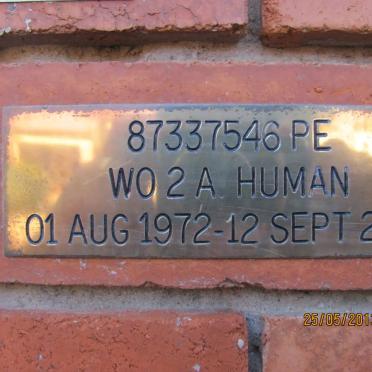 87337546 PE
WO 2 A. HUMAN
01 AUG 1972-12 SEPT 2
25/05/201